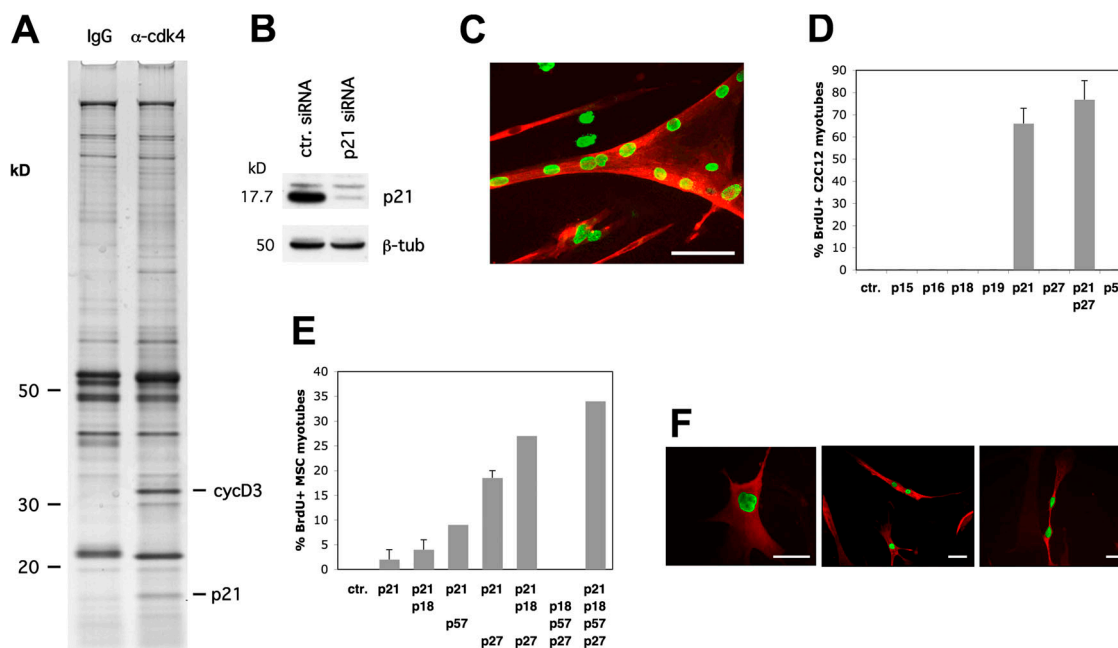 A
IgG α-cdk4
kD
50
30
20
cycD3
p21
B
ctr. siRNA
p21 siRNA
kD
17.7
p21
50
β-tub
C
D
% BrdU+ C2C12 myotubes
90
80
70
60
50
40
30
20
10
0
ctr. p15 p16 p18 p19 p21 p27 p21 p5
p27
E
% BrdU+ MSC myotubes
40
35
30
25
20
15
10
5
0
ctr. p21 p21 p21 p21 p21 p21
p18 p18 p18 p18
p57 p57 p57
p27 p27 p27 p27
F